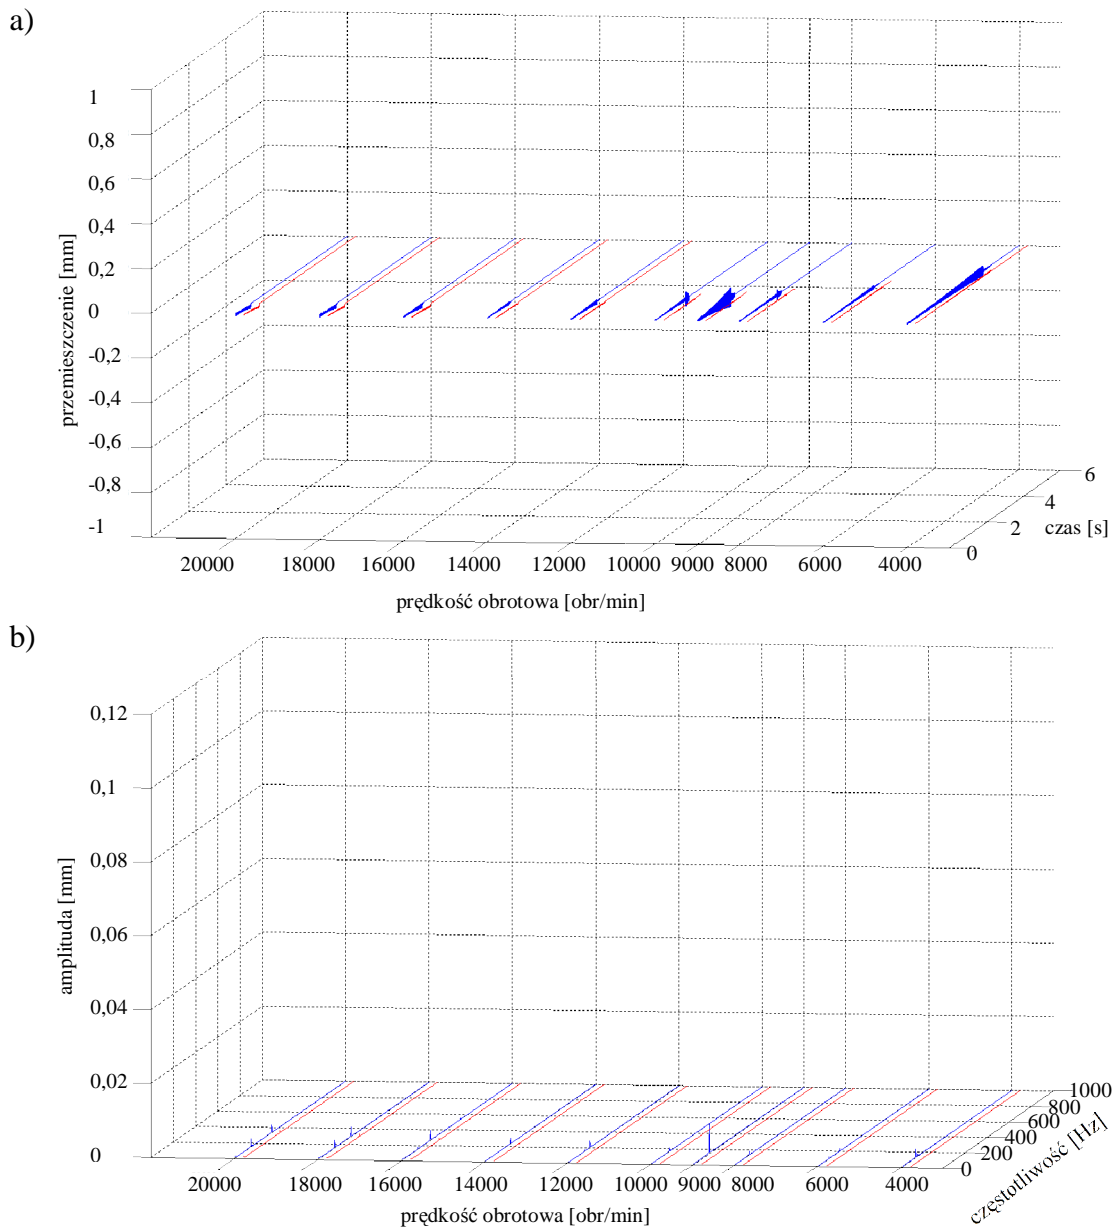 a)
1
0,8
0,6
0,4
0,2
0
-0,2
-0,4
-0,6
-0,8
-1
przemieszczenie [mm]
20000 18000 16000 14000 12000 10000 9000 8000 6000 4000
prędkość obrotowa [obr/min]
0 2 4 6
czas [s]
b)
0,12
0,1
0,08
0,06
0,04
0,02
0
amplituda [mm]
20000 18000 16000 14000 12000 10000 9000 8000 6000 4000
prędkość obrotowa [obr/min]
0 200 400 600 800 1000
częstotliwość [Hz]